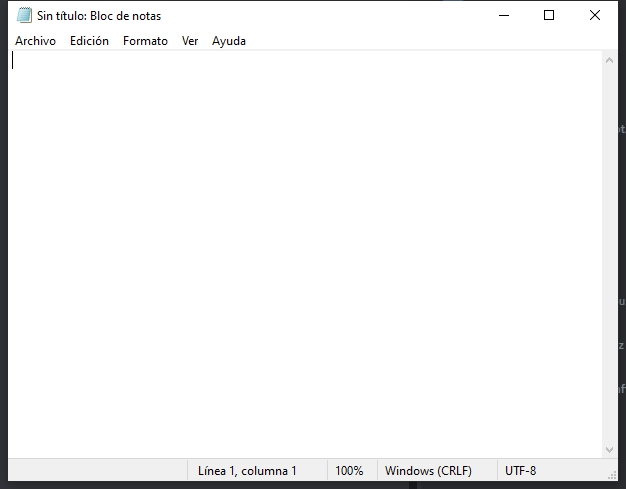 Sin título: Bloc de notas
Archivo Edición Formato Ver Ayuda
Línea 1, columna 1 100% Windows (CRLF) UTF-8